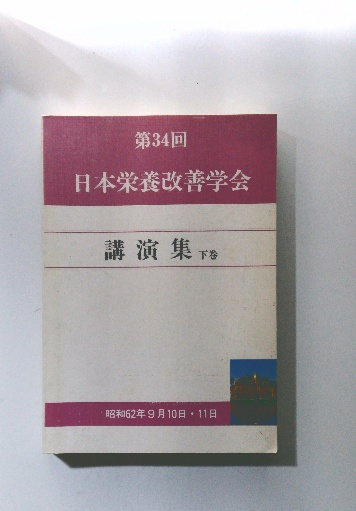 第34回
日本栄養改善学会
講演集 下巻
昭和62年9月10日・11日